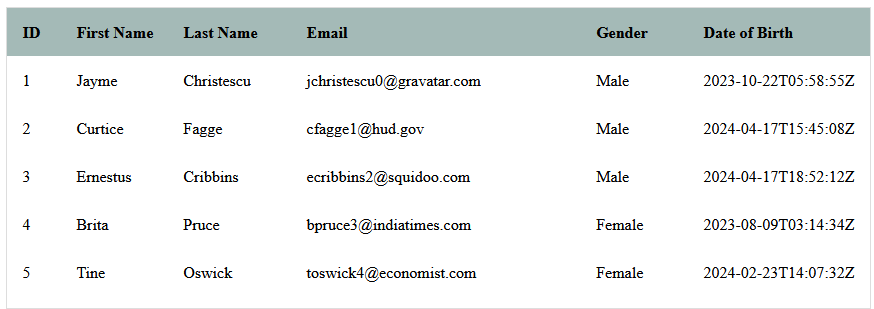 ID First Name Last Name Email Gender Date of Birth
1 Jayme Christescu jchristescu0@gravatar.com Male 2023-10-22T05:58:55Z
2 Curtice Fagge cfagge1@hud.gov Male 2024-04-17T15:45:08Z
3 Ernestus Cribbins ecribbins2@squidoo.com Male 2024-04-17T18:52:12Z
4 Brita Pruce bpruce3@indiatimes.com Female 2023-08-09T03:14:34Z
5 Tine Oswick toswick4@economist.com Female 2024-02-23T14:07:32Z